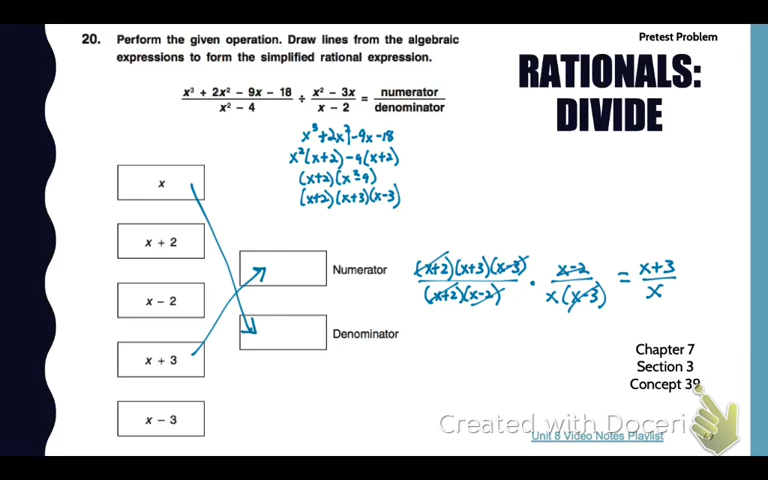 Pretest Problem
RATIONALS:
DIVIDE
20. Perform the given operation. Draw lines from the algebraic
expressions to form the simplified rational expression.
x³ + 2x² − 9x − 18 / x² − 4 ÷ x² − 3x / x − 2 = numerator / denominator
x³+2x²-9x-18
x²(x+2)-9(x+2)
(x+2)(x²-9)
(x+2)(x+3)(x-3)
x
x + 2
x − 2
x + 3
x − 3
Numerator
Denominator
(x+2)(x+3)(x-3) / (x+2)(x-2) · x-2 / x(x-3) = x+3 / x
Chapter 7
Section 3
Concept 39
Created with Doceri
Unit 8 Video Notes Playlist